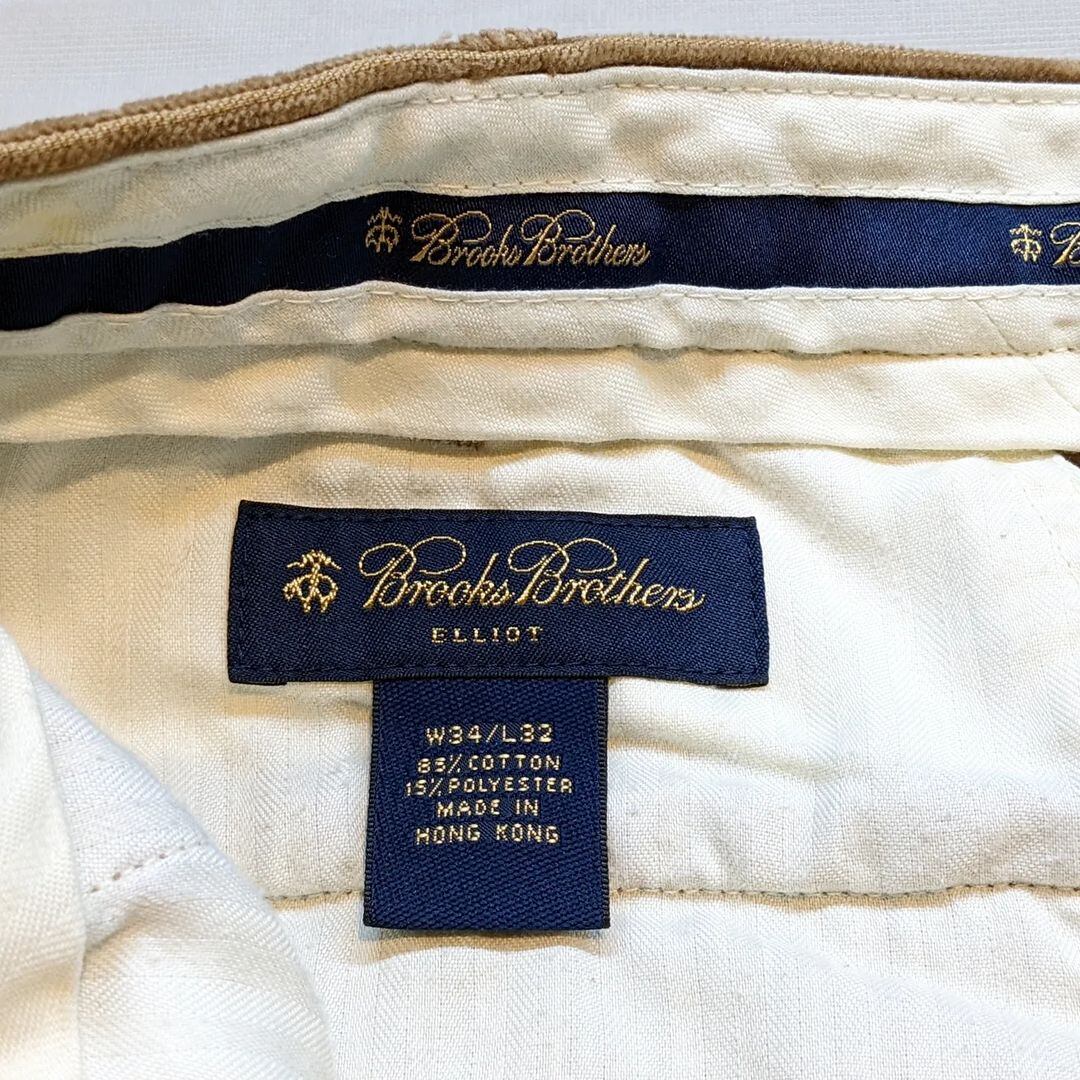 Brooks Brothers
B
Brooks Brothers
ELLIOT
W34/L32
85% COTTON
15% POLYESTER
MADE IN
HONG KONG